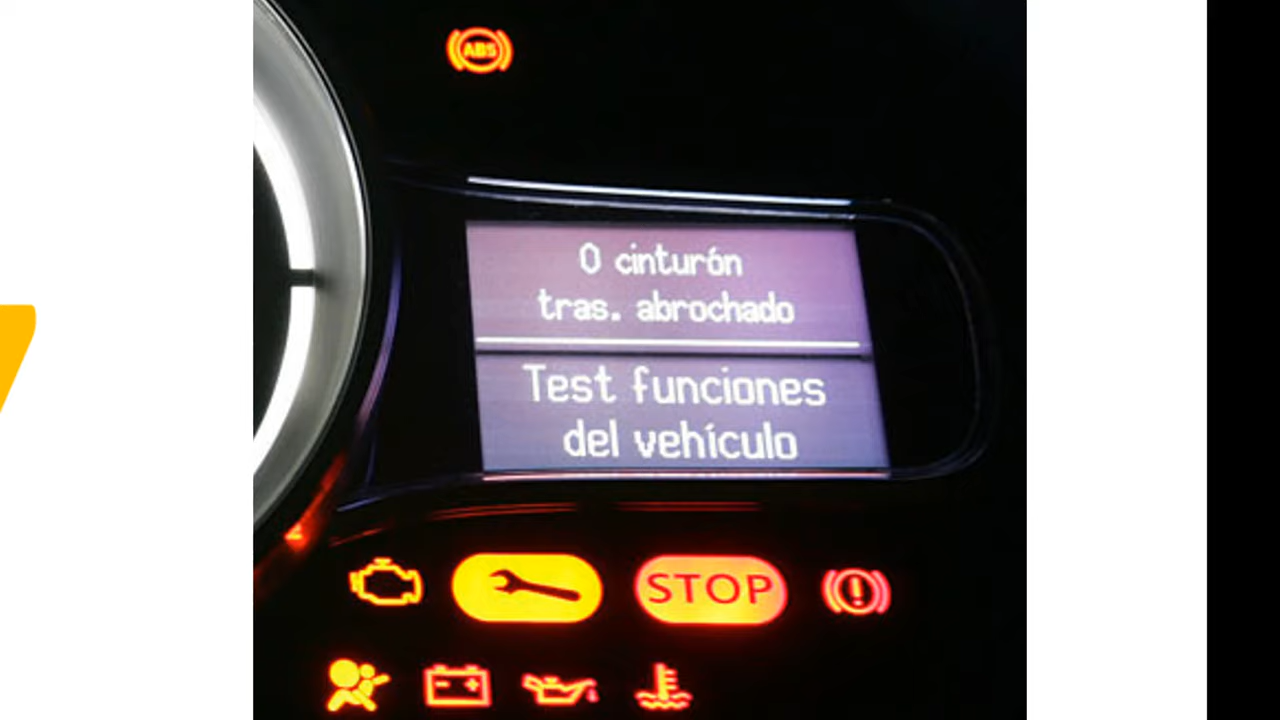 ABS
0 cinturón
tras. abrochado
Test funciones
del vehículo
STOP